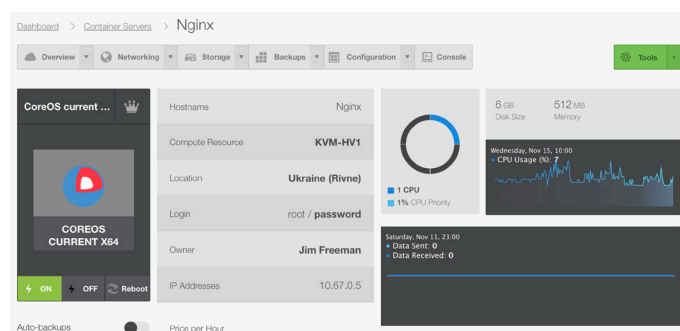 Dashboard > Container Servers > Nginx
Overview Networking Storage Backups Configuration Console Tools
CoreOS current ...
COREOS
CURRENT X64
ON OFF Reboot
Auto-backups
Hostname Nginx
Compute Resource KVM-HV1
Location Ukraine (Rivne)
Login root / password
Owner Jim Freeman
IP Addresses 10.67.0.5
Price per Hour
1 CPU
1% CPU Priority
6 GB 512 MB
Disk Size Memory
Wednesday, Nov 15, 10:00
CPU Usage (%): 7
Saturday, Nov 11, 23:00
Data Sent: 0
Data Received: 0